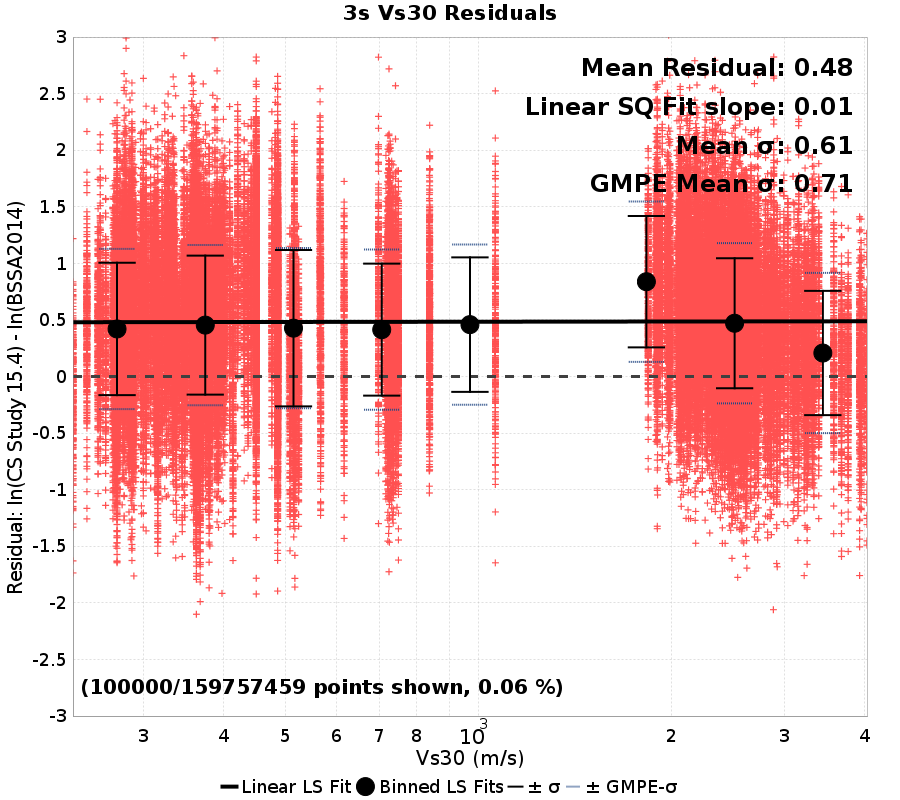 3s Vs30 Residuals
Mean Residual: 0.48
Linear SQ Fit slope: 0.01
Mean σ: 0.61
GMPE Mean σ: 0.71
Residual: ln(CS Study 15.4) - ln(BSSA2014)
3
2.5
2
1.5
1
0.5
0
-0.5
-1
-1.5
-2
-2.5
-3
(100000/159757459 points shown, 0.06 %)
3 4 5 6 7 8 10³ 2 3 4
Vs30 (m/s)
Linear LS Fit Binned LS Fits ± σ ± GMPE-σ